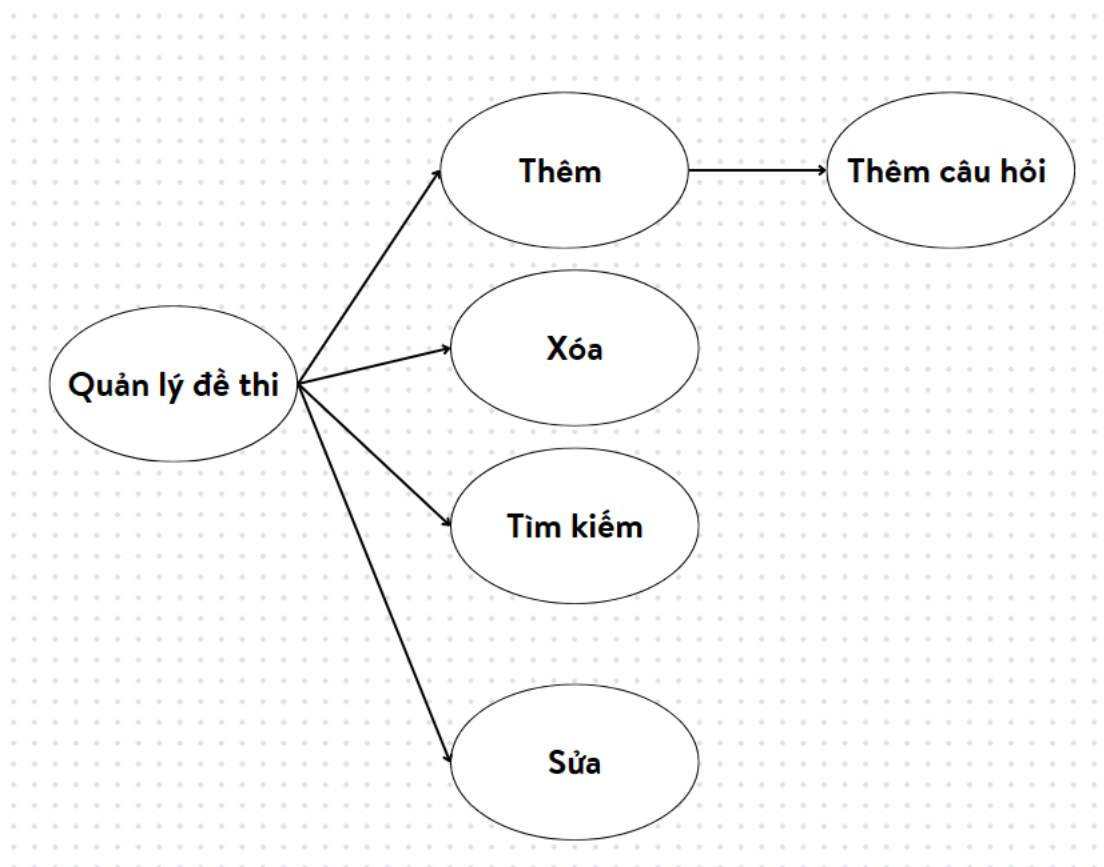 Thêm
Thêm câu hỏi
Xóa
Quản lý đề thi
Tìm kiếm
Sửa